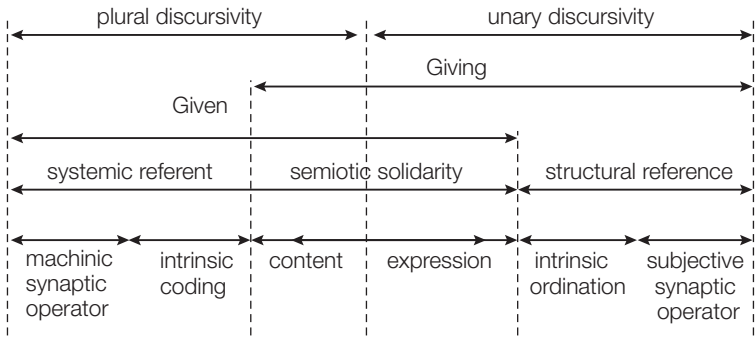 plural discursivity unary discursivity
Giving
Given
systemic referent semiotic solidarity structural reference
machinic synaptic operator
intrinsic coding
content
expression
intrinsic ordination
subjective synaptic operator